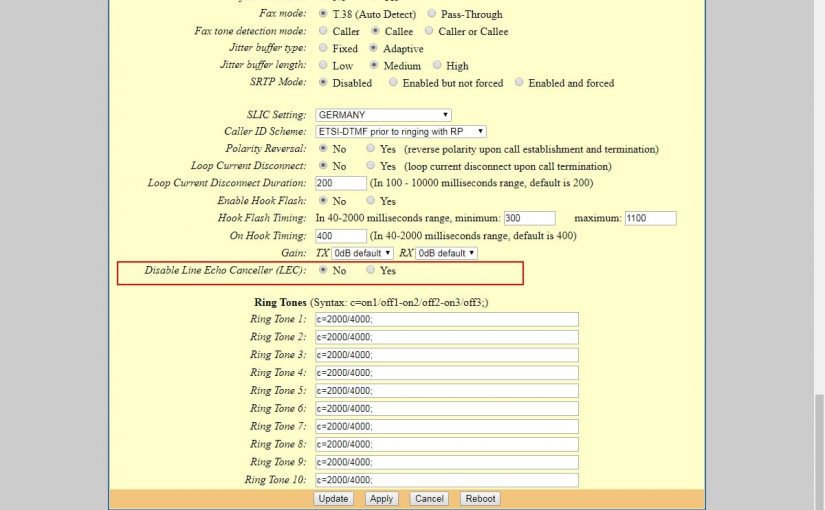 Fax mode: T.38 (Auto Detect) Pass-Through
Fax tone detection mode: Caller Callee Caller or Callee
Jitter buffer type: Fixed Adaptive
Jitter buffer length: Low Medium High
SRTP Mode: Disabled Enabled but not forced Enabled and forced
SLIC Setting: GERMANY
Caller ID Scheme: ETSI-DTMF prior to ringing with RP
Polarity Reversal: No Yes (reverse polarity upon call establishment and termination)
Loop Current Disconnect: No Yes (loop current disconnect upon call termination)
Loop Current Disconnect Duration: 200 (In 100 - 10000 milliseconds range, default is 200)
Enable Hook Flash: No Yes
Hook Flash Timing: In 40-2000 milliseconds range, minimum: 300 maximum: 1100
On Hook Timing: 400 (In 40-2000 milliseconds range, default is 400)
Gain: TX 0dB default RX 0dB default
Disable Line Echo Canceller (LEC): No Yes
Ring Tones (Syntax: c=on1/off1-on2/off2-on3/off3;)
Ring Tone 1: c=2000/4000;
Ring Tone 2: c=2000/4000;
Ring Tone 3: c=2000/4000;
Ring Tone 4: c=2000/4000;
Ring Tone 5: c=2000/4000;
Ring Tone 6: c=2000/4000;
Ring Tone 7: c=2000/4000;
Ring Tone 8: c=2000/4000;
Ring Tone 9: c=2000/4000;
Ring Tone 10: c=2000/4000;
Update Apply Cancel Reboot